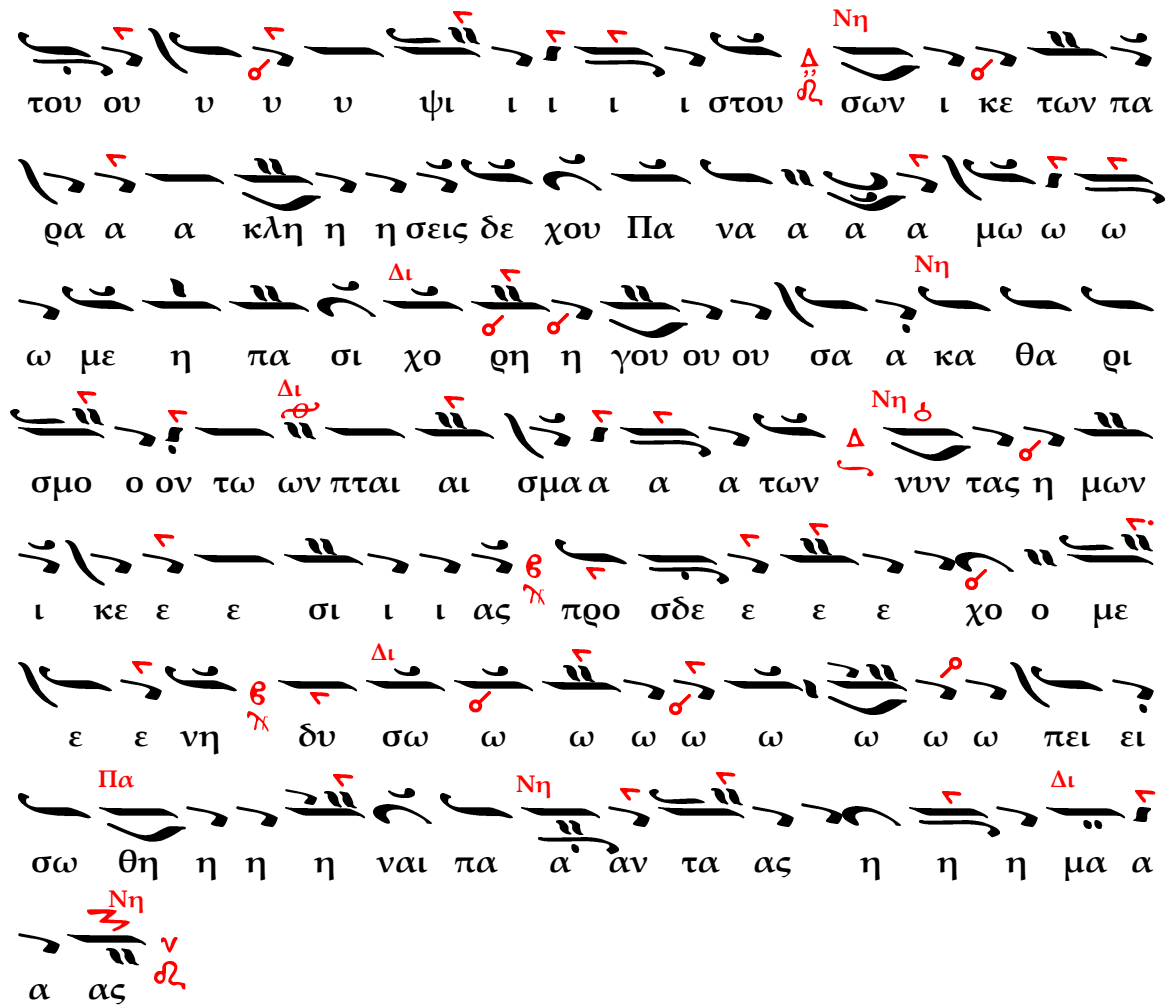 Νη
του ου υ υ υ ψι ι ι ι ι στου Δ σων ι κε των πα
ρα α α κλη η η σεις δε χου Πα να α α α μω ω ω
Δι Νη
ω με η πα σι χο ρη η γου ου ου σα α κα θα ρι
Δι Νη
σμο ο ον τω ων πται αι σμα α α α των Δ νυν τας η μων
ι κε ε ε σι ι ι ας προ σδε ε ε ε χο ο με
Δι
ε ε νη δυ σω ω ω ω ω ω ω ω ω πει ει
Πα Νη Δι
σω θη η η η ναι πα α αν τα ας η η η μα α
Νη
α ας ν